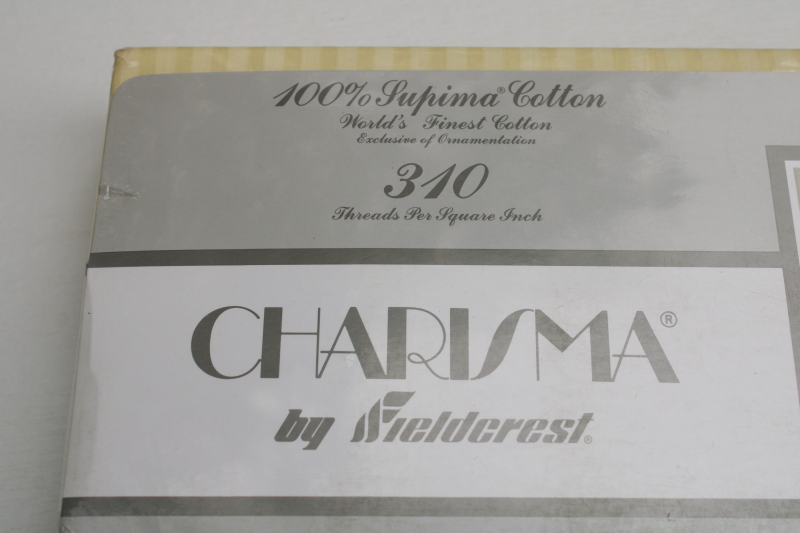 100% Supima® Cotton
World's Finest Cotton
Exclusive of Ornamentation
310
Threads Per Square Inch
CHARISMA®
by Fieldcrest®